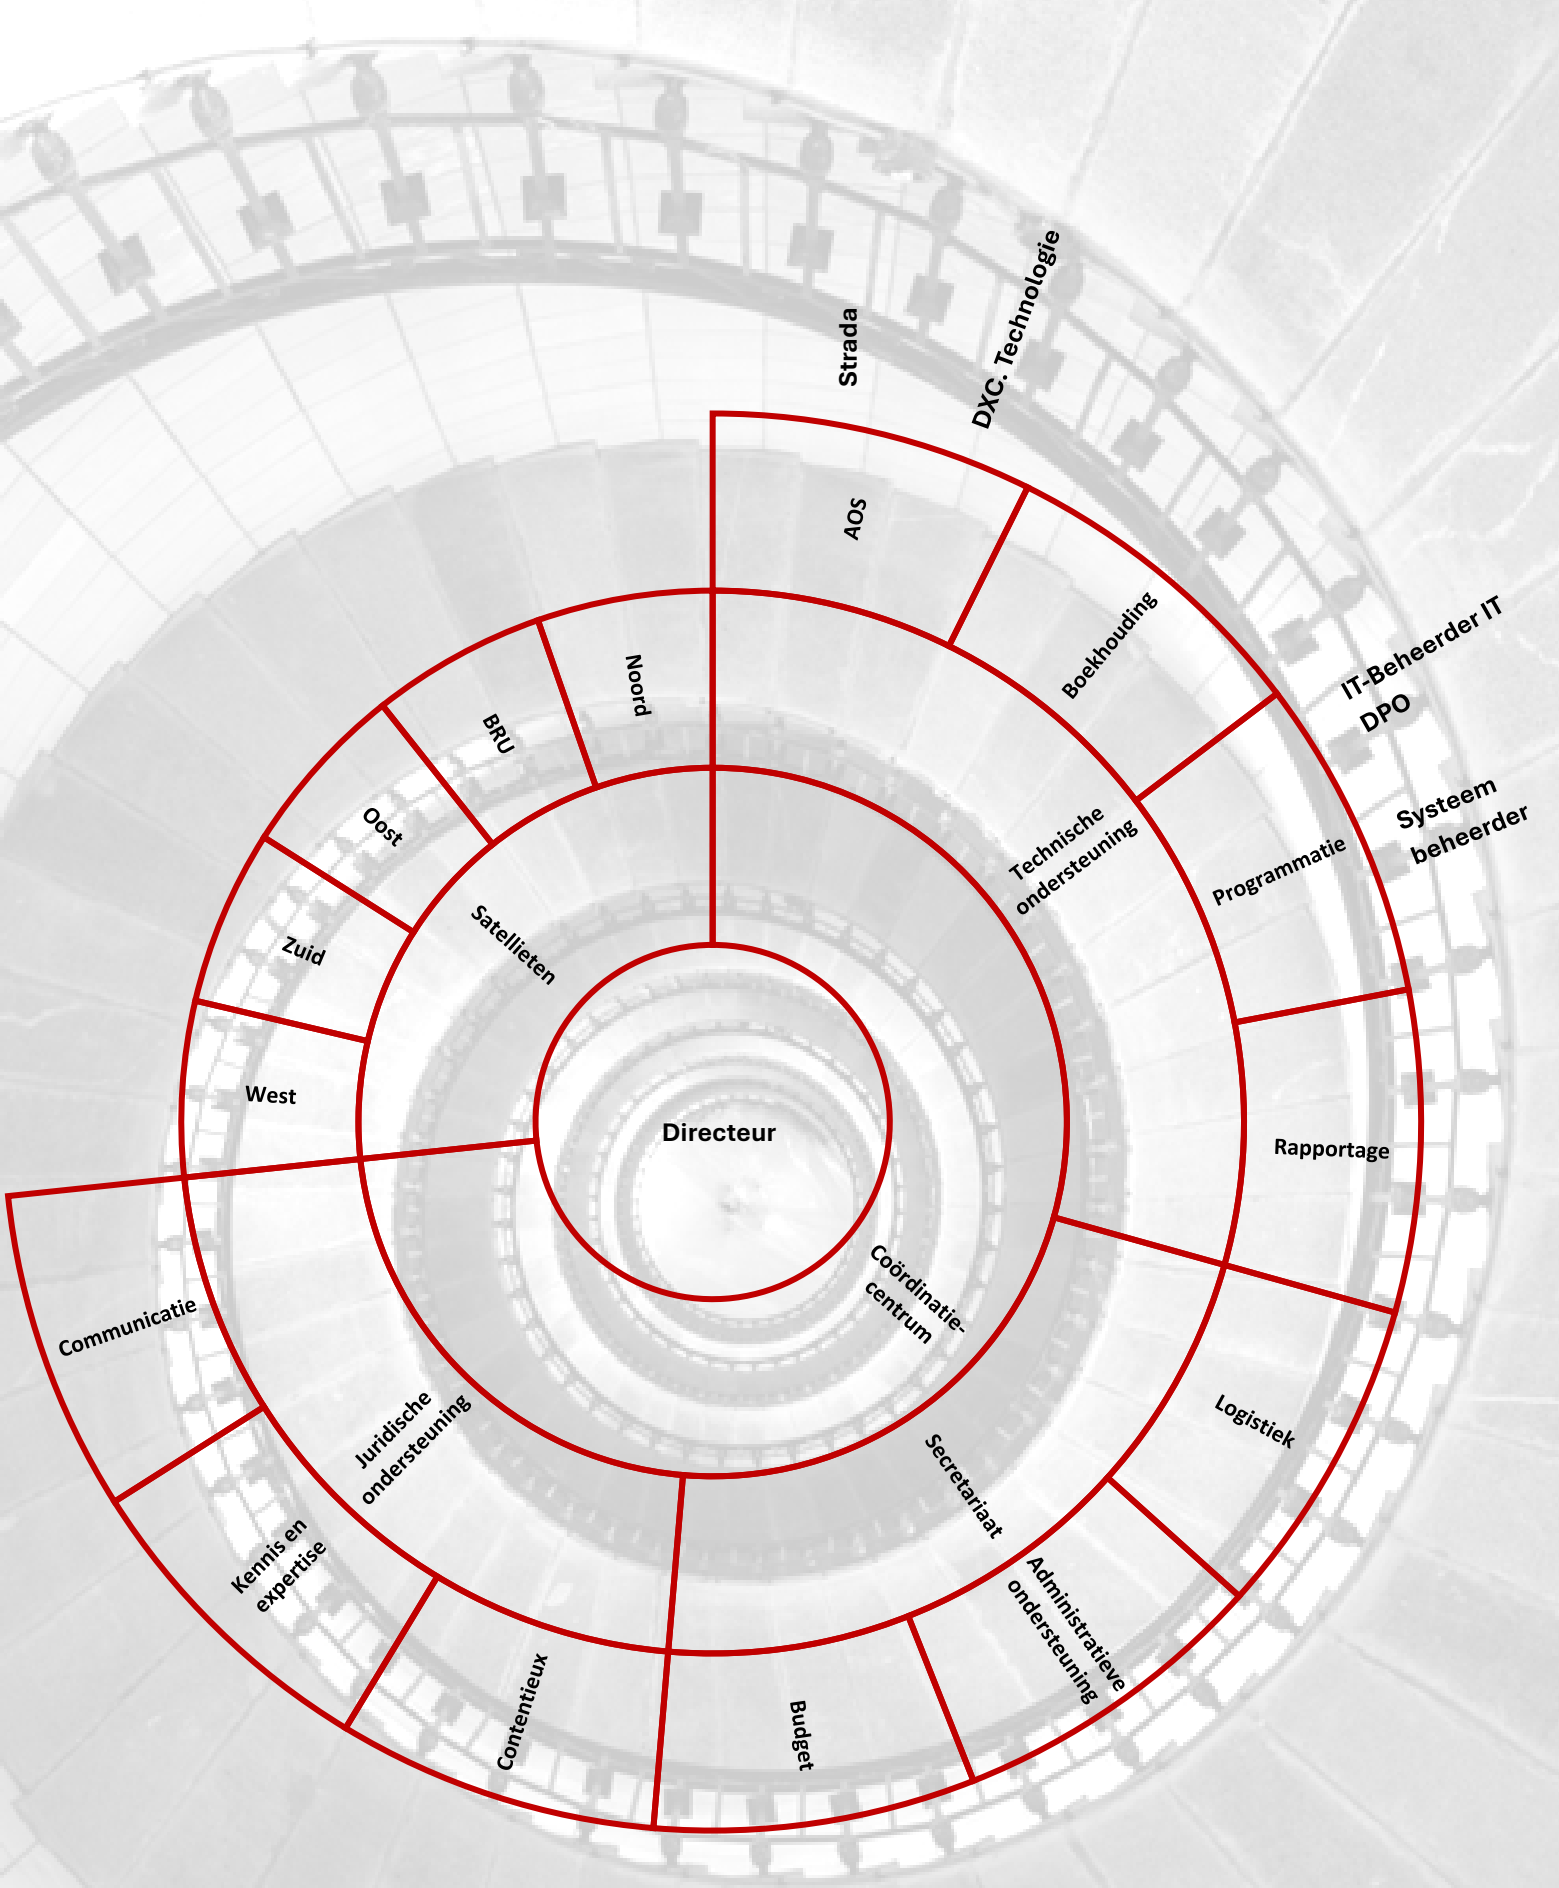 Strada
DXC. Technologie
AOS
Boekhouding
IT-Beheerder IT
DPO
Systeem
beheerder
Programmatie
Technische
ondersteuning
Rapportage
Noord
BRU
Oost
Zuid
West
Satellieten
Directeur
Coördinatie-
centrum
Secretariaat
Logistiek
Administratieve
ondersteuning
Budget
Juridische
ondersteuning
Communicatie
Kennis en
expertise
Contentieux